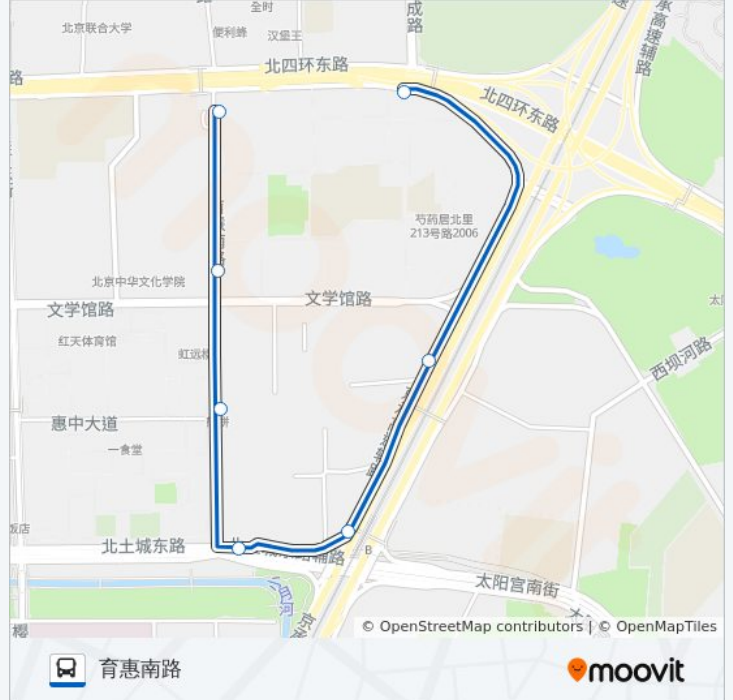 全时
成
路
北京联合大学
便利蜂
汉堡王
承高速辅路
路
北四环东路
北四环东路
芍药居北里
213号路2006
北京中华文化学院
文学馆路
文学馆路
红天体育馆
西坝河路
惠中大道
一食堂
饭店
北土城东路
B
太阳宫南街
樱
© OpenStreetMap contributors | © OpenMapTiles
育惠南路
moovit